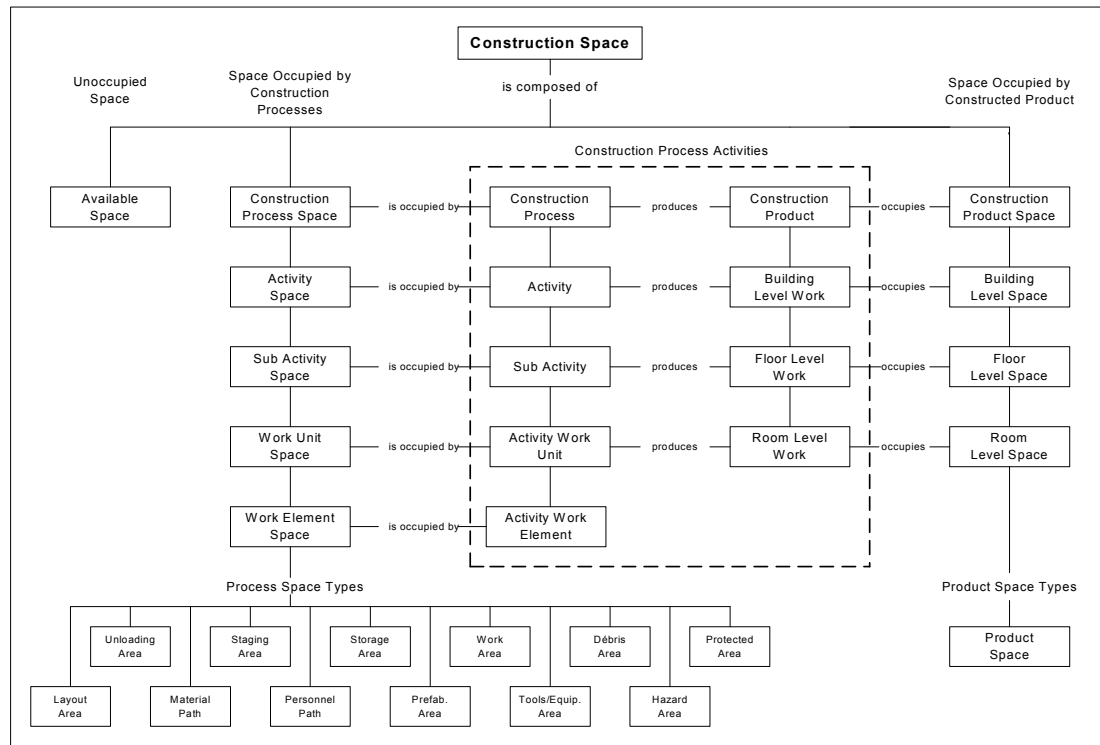 Construction Space
Unoccupied
Space
Space Occupied by
Construction
Processes
is composed of
Space Occupied by
Constructed Product
Construction Process Activities
Available
Space
Construction
Process Space
is occupied by
Construction
Process
produces
Construction
Product
occupies
Construction
Product Space
Activity
Space
is occupied by
Activity
produces
Building
Level Work
occupies
Building
Level Space
Sub Activity
Space
is occupied by
Sub Activity
produces
Floor Level
Work
occupies
Floor
Level Space
Work Unit
Space
is occupied by
Activity Work
Unit
produces
Room Level
Work
occupies
Room
Level Space
Work Element
Space
is occupied by
Activity Work
Element
Process Space Types
Product Space Types
Unloading
Area
Staging
Area
Storage
Area
Work
Area
Débris
Area
Protected
Area
Product
Space
Layout
Area
Material
Path
Personnel
Path
Prefab.
Area
Tools/Equip.
Area
Hazard
Area